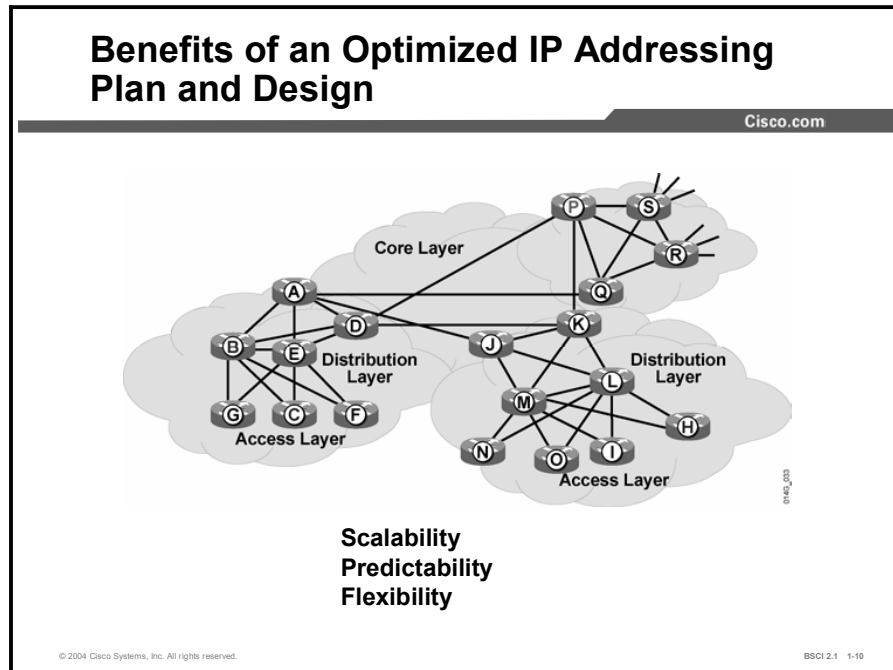 Benefits of an Optimized IP Addressing
Plan and Design
Cisco.com
P
S
Core Layer
R
A
Q
D
K
B
E
J
Distribution
Layer
Distribution
Layer
L
M
G
C
F
H
Access Layer
N
O
I
Access Layer
014G_033
Scalability
Predictability
Flexibility
© 2004 Cisco Systems, Inc. All rights reserved.
BSCI 2.1 1-10